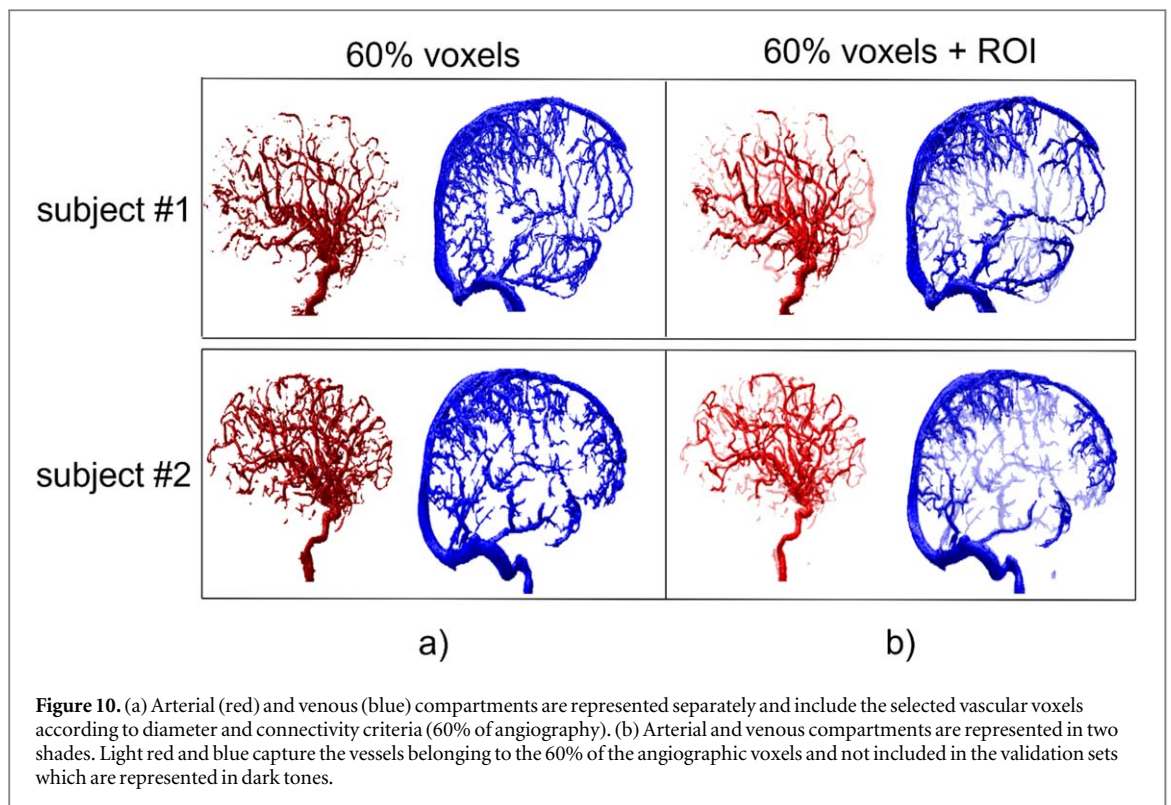 60% voxels
60% voxels + ROI
subject #1
subject #2
a)
b)
Figure 10. (a) Arterial (red) and venous (blue) compartments are represented separately and include the selected vascular voxels
according to diameter and connectivity criteria (60% of angiography). (b) Arterial and venous compartments are represented in two
shades. Light red and blue capture the vessels belonging to the 60% of the angiographic voxels and not included in the validation sets
which are represented in dark tones.